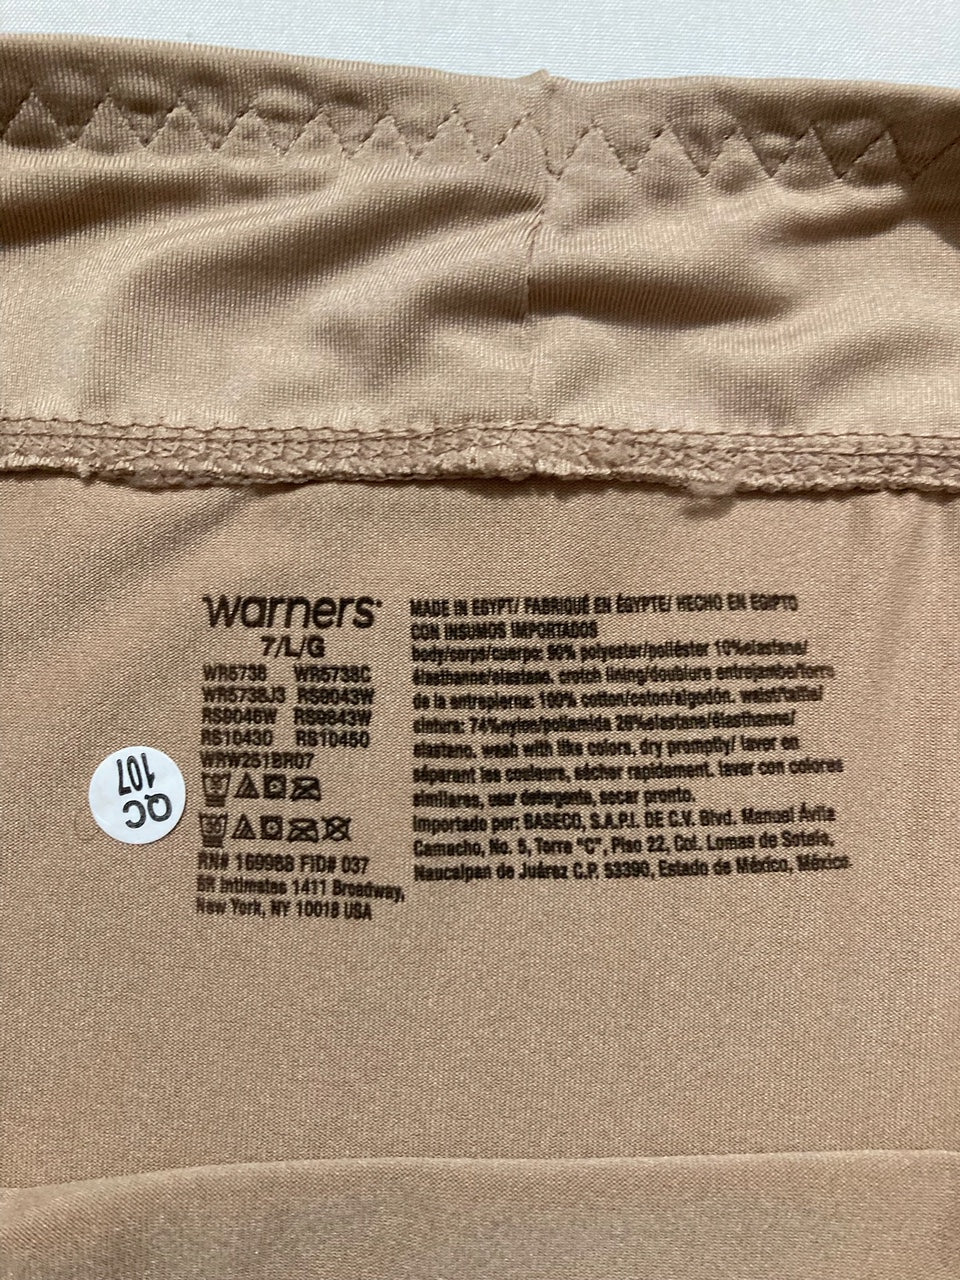 warners
7/L/G
WR5738 WR5738C
WR5738J3 RS9043W
RS9046W RS9843W
RS10430 RS10450
WRW251BR07
30
RN# 169988 FID# 037
BR Intimates 1411 Broadway,
New York, NY 10018 USA
MADE IN EGYPT/ FABRIQUÉ EN ÉGYPTE/ HECHO EN EGIPTO
CON INSUMOS IMPORTADOS
body/corps/cuerpo: 90% polyester/poliéster 10%elastane/
élasthanne/elastano. crotch lining/doublure entrejambe/forro
de la entrepierna: 100% cotton/coton/algodón. waist/taille/
cintura: 74%nylon/poliamida 26%elastane/élasthanne/
elastano. wash with like colors, dry promptly/ laver en
séparant les couleurs, sécher rapidement. lavar con colores
similares, usar detergente, secar pronto.
Importado por: BASECO, S.A.P.I. DE C.V. Blvd. Manuel Ávila
Camacho, No. 5, Torre "C", Piso 22, Col. Lomas de Sotelo,
Naucalpan de Juárez C.P. 53390, Estado de México, México
QC
107